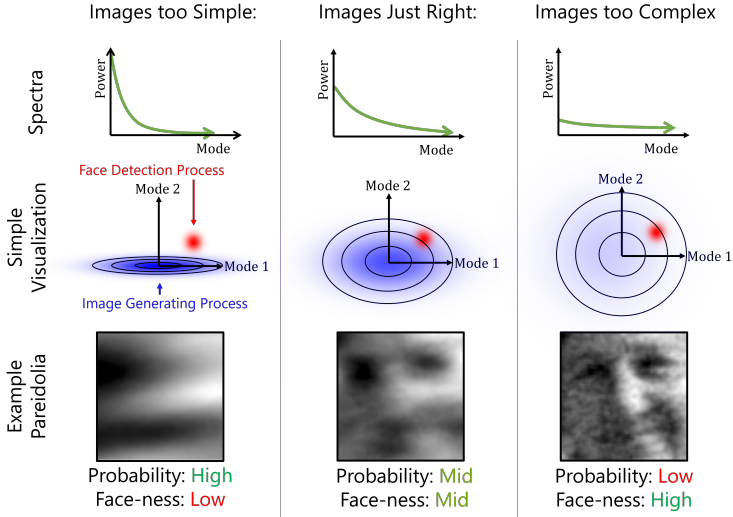 Images too Simple:
Images Just Right:
Images too Complex
Spectra
Power
Mode
Power
Mode
Power
Mode
Simple
Visualization
Face Detection Process
Mode 2
Mode 1
Image Generating Process
Mode 2
Mode 1
Mode 2
Mode 1
Example
Pareidolia
Probability: High
Face-ness: Low
Probability: Mid
Face-ness: Mid
Probability: Low
Face-ness: High